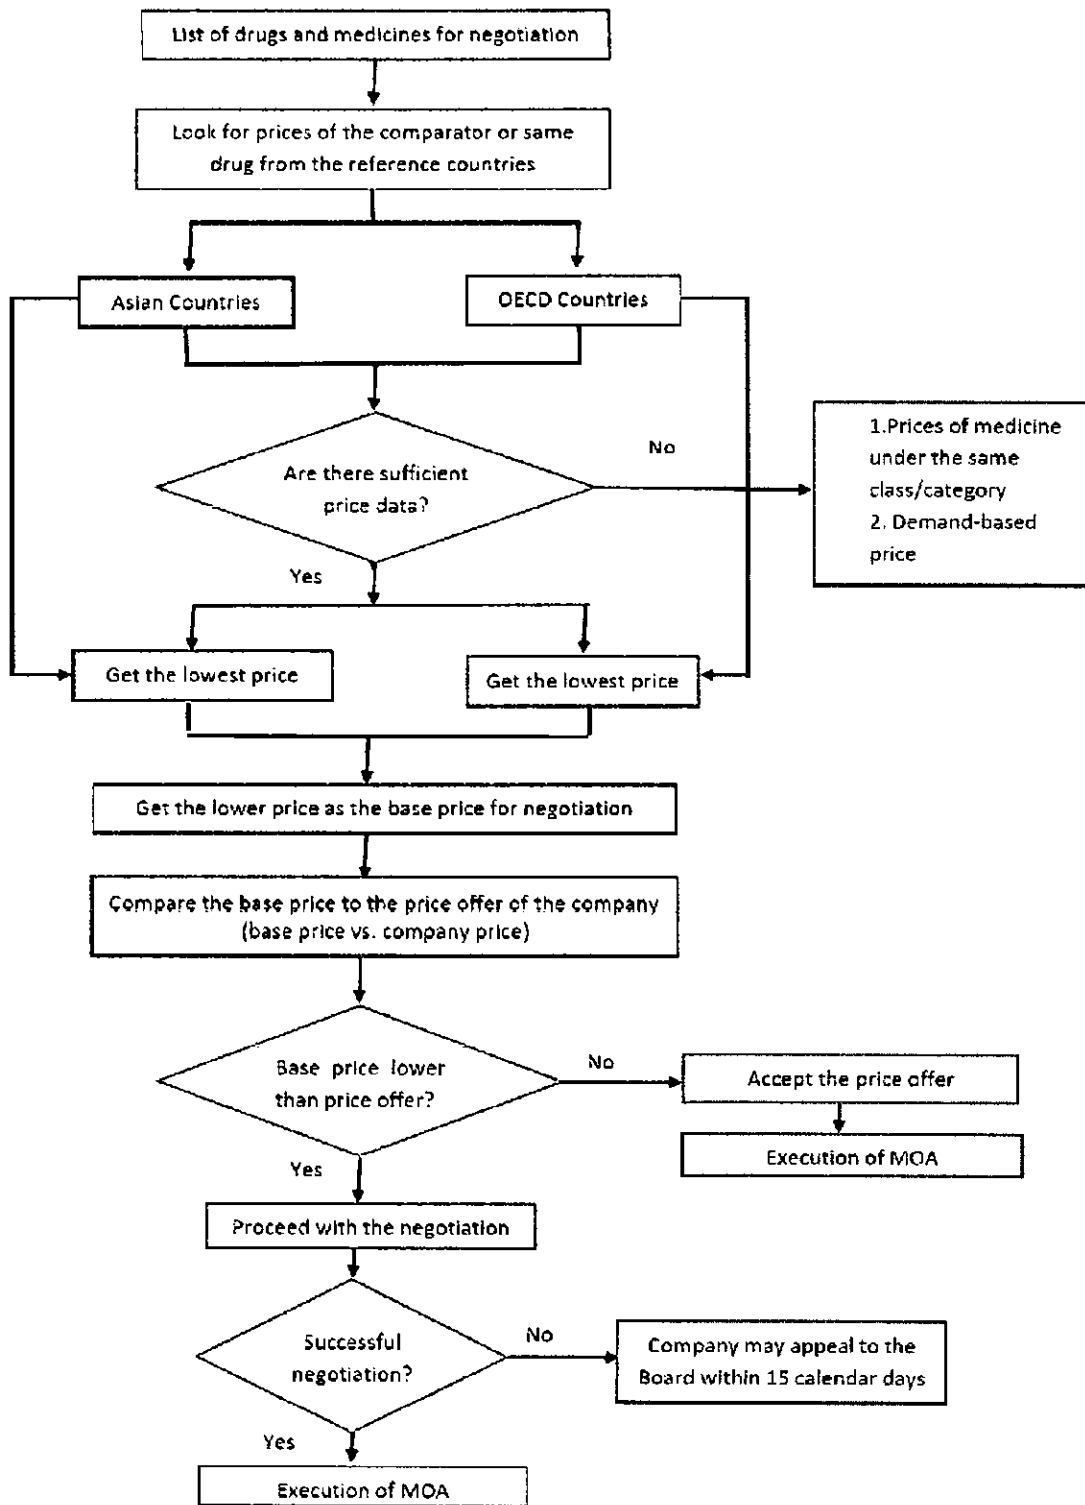 List of drugs and medicines for negotiation
Look for prices of the comparator or same
drug from the reference countries
Asian Countries
OECD Countries
Are there sufficient
price data?
No
1.Prices of medicine
under the same
class/category
2. Demand-based
price
Yes
Get the lowest price
Get the lowest price
Get the lower price as the base price for negotiation
Compare the base price to the price offer of the company
(base price vs. company price)
Base price lower
than price offer?
No
Accept the price offer
Execution of MOA
Yes
Proceed with the negotiation
Successful
negotiation?
No
Company may appeal to the
Board within 15 calendar days
Yes
Execution of MOA